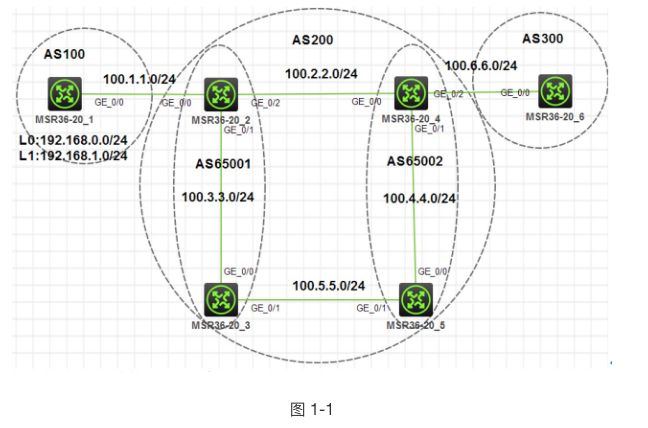 AS100
AS200
AS300
100.1.1.0/24
100.2.2.0/24
100.6.6.0/24
GE_0/0
GE_0/0
GE_0/2
GE_0/0
GE_0/2
GE_0/0
MSR36-20_1
MSR36-20_2
MSR36-20_4
MSR36-20_6
GE_0/1
GE_0/1
L0:192.168.0.0/24
L1:192.168.1.0/24
AS65001
AS65002
100.3.3.0/24
100.4.4.0/24
GE_0/0
GE_0/0
100.5.5.0/24
GE_0/1
GE_0/1
MSR36-20_3
MSR36-20_5
图 1-1